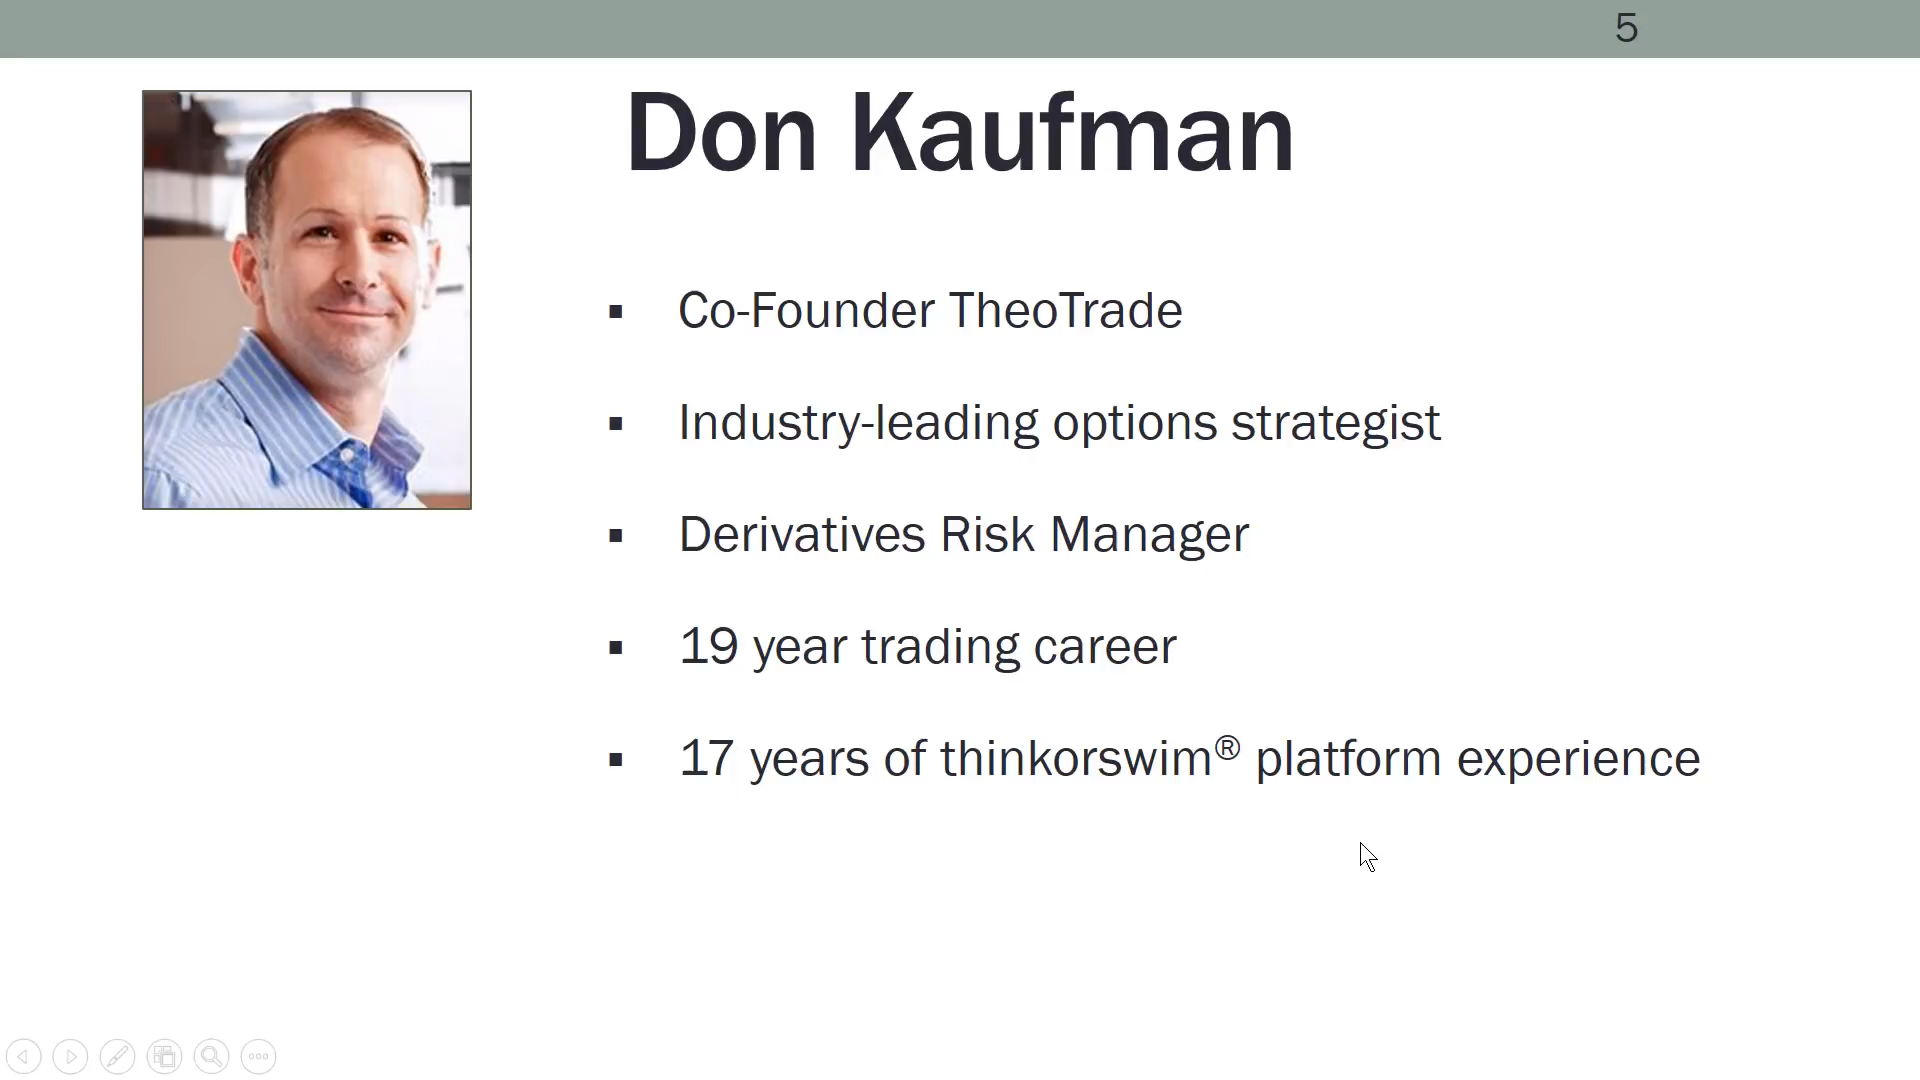 5
Don Kaufman
▪ Co-Founder TheoTrade
▪ Industry-leading options strategist
▪ Derivatives Risk Manager
▪ 19 year trading career
▪ 17 years of thinkorswim® platform experience